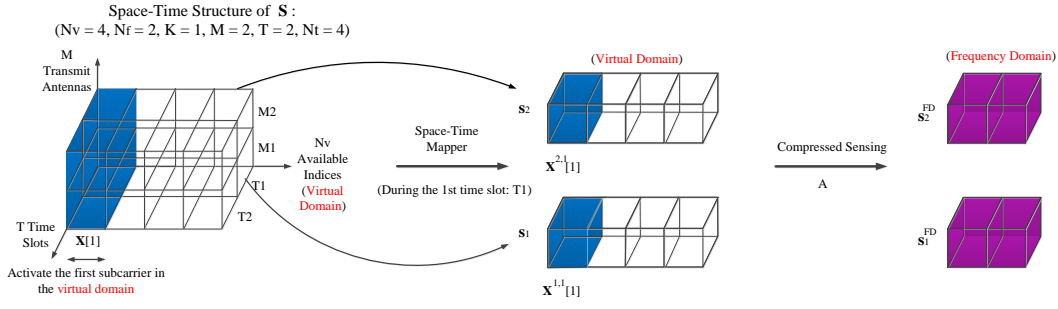 Space-Time Structure of S :
(Nv = 4, Nf = 2, K = 1, M = 2, T = 2, Nt = 4)
M
Transmit
Antennas
M2
M1
T1
T2
Nv
Available
Indices
(Virtual
Domain)
T Time
Slots
X[1]
Activate the first subcarrier in
the virtual domain
Space-Time
Mapper
(During the 1st time slot: T1)
(Virtual Domain)
S2
X2,1[1]
S1
X1,1[1]
Compressed Sensing
A
(Frequency Domain)
S2FD
S1FD